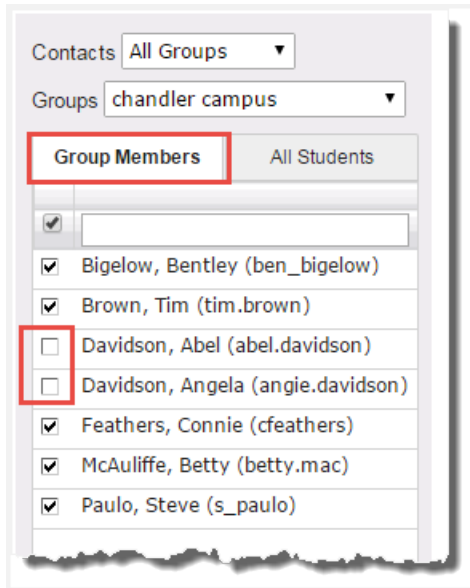 Contacts All Groups
Groups chandler campus
Group Members All Students
Bigelow, Bentley (ben_bigelow)
Brown, Tim (tim.brown)
Davidson, Abel (abel.davidson)
Davidson, Angela (angie.davidson)
Feathers, Connie (cfeathers)
McAuliffe, Betty (betty.mac)
Paulo, Steve (s_paulo)